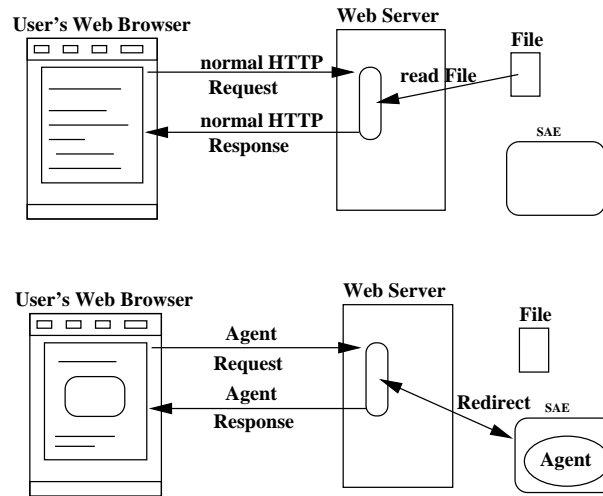 Web Server
User's Web Browser
File
normal HTTP
Request
read File
normal HTTP
Response
SAE
Web Server
User's Web Browser
File
Agent
Request
Agent
Response
Redirect
SAE
Agent